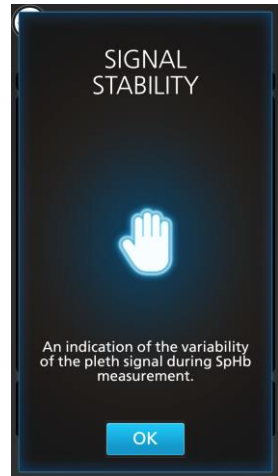 SIGNAL
STABILITY
An indication of the variability
of the pleth signal during SpHb
measurement.
OK